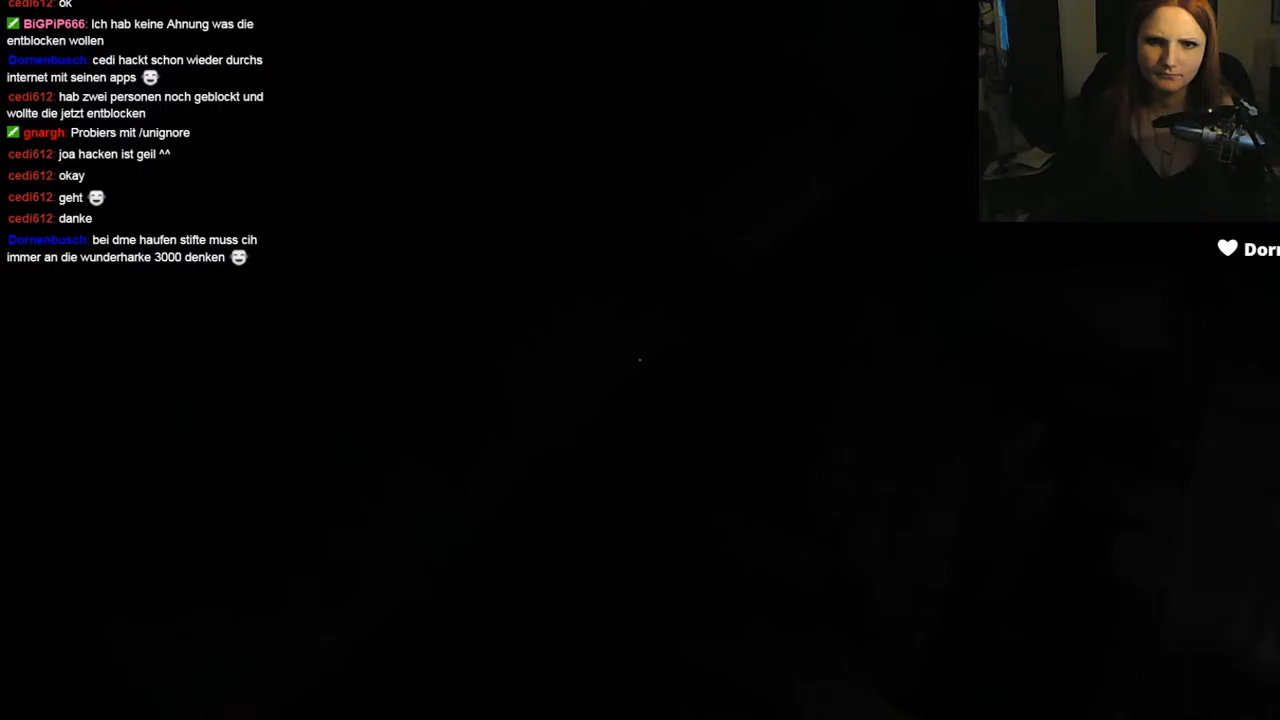 cedi612: ok
BiGPiP666: Ich hab keine Ahnung was die
entblocken wollen
Dornenbusch: cedi hackt schon wieder durchs
internet mit seinen apps
cedi612: hab zwei personen noch geblockt und
wollte die jetzt entblocken
gnargh: Probiers mit /unignore
cedi612: joa hacken ist geil ^^
cedi612: okay
cedi612: geht
cedi612: danke
Dornenbusch: bei dme haufen stifte muss cih
immer an die wunderharke 3000 denken
Dorr